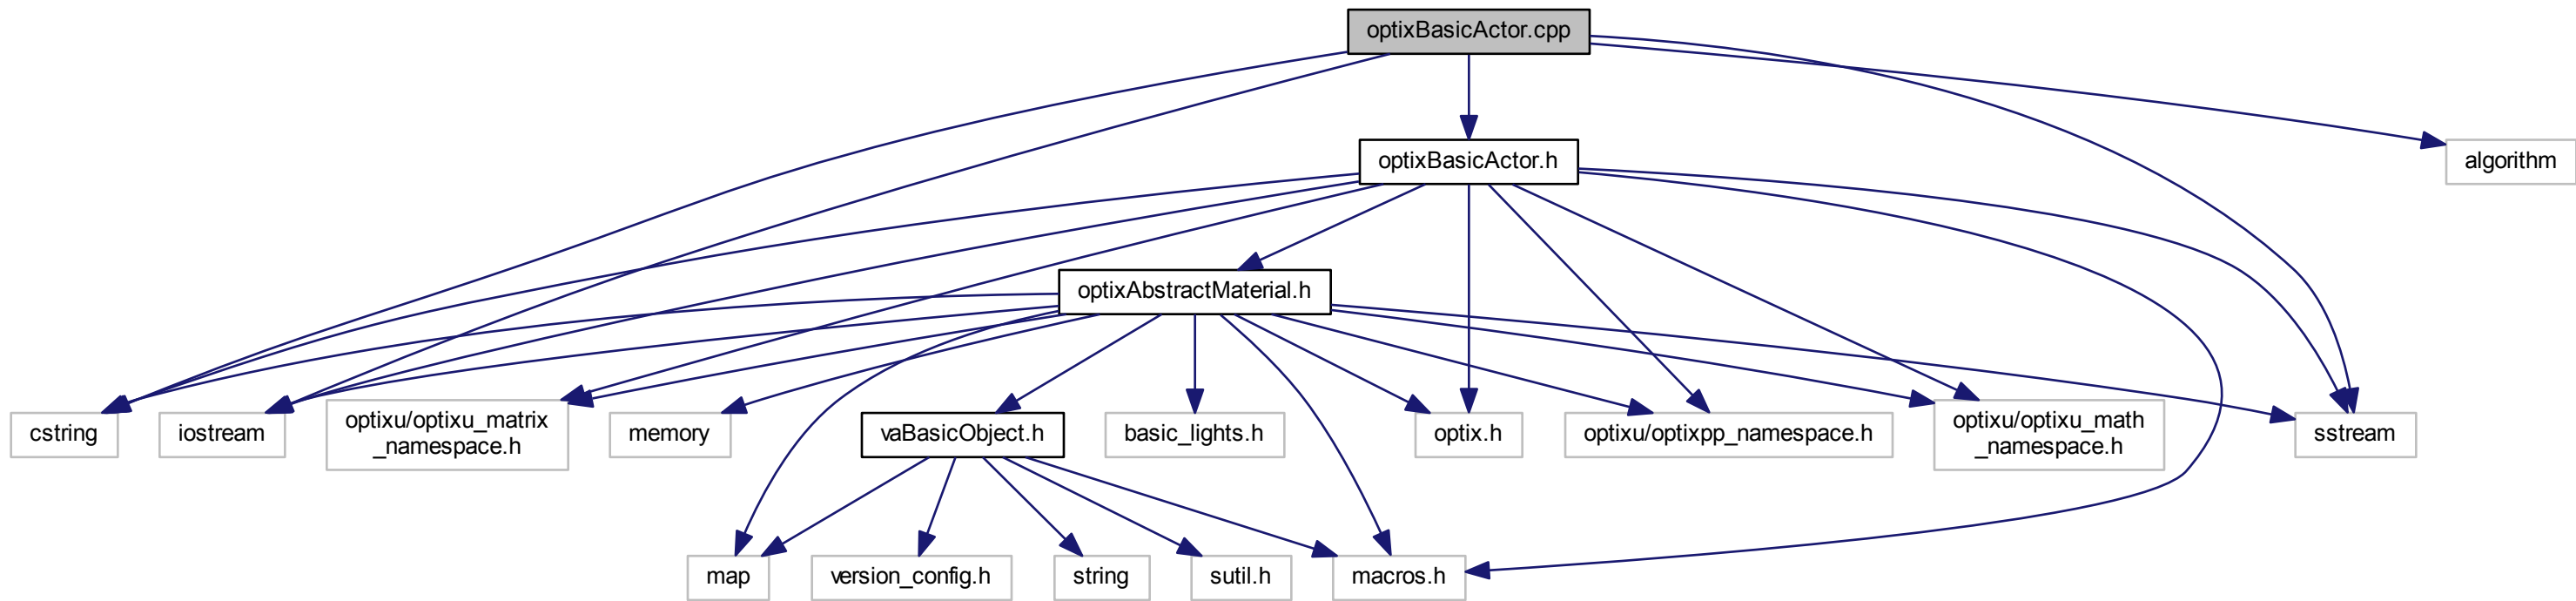 optixBasicActor.cpp
optixBasicActor.h
algorithm
optixAbstractMaterial.h
cstring
iostream
optixu/optixu_matrix
_namespace.h
memory
vaBasicObject.h
basic_lights.h
optix.h
optixu/optixpp_namespace.h
optixu/optixu_math
_namespace.h
sstream
map
version_config.h
string
sutil.h
macros.h